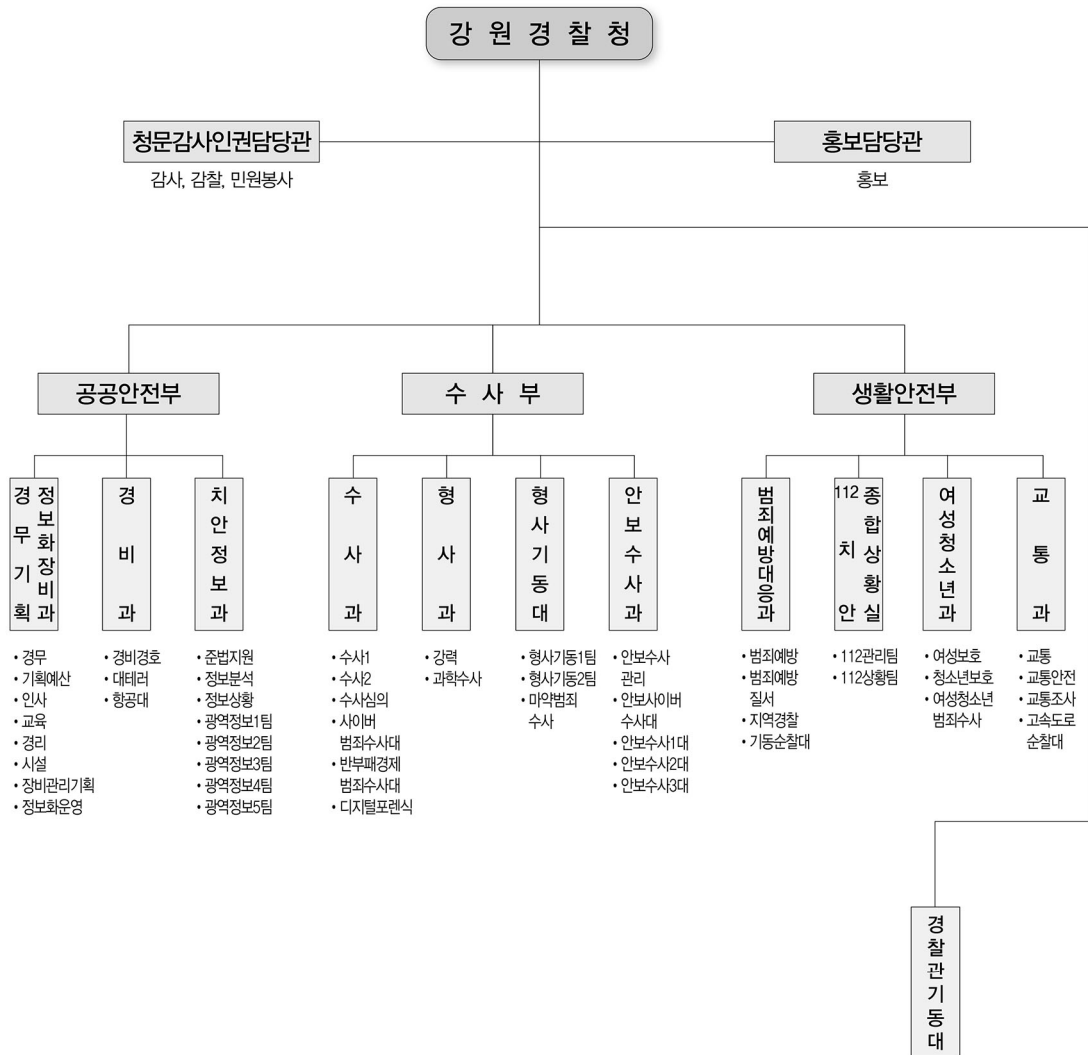 강원경찰청
청문감사인권담당관
감사, 감찰, 민원봉사
홍보담당관
홍보
공공안전부
수사부
생활안전부
경무기획
정보화장비과
• 경무
• 기획예산
• 인사
• 교육
• 경리
• 시설
• 장비관리기획
• 정보화운영
경비과
• 경비경호
• 대테러
• 항공대
치안정보과
• 준법지원
• 정보분석
• 정보상황
• 광역정보1팀
• 광역정보2팀
• 광역정보3팀
• 광역정보4팀
• 광역정보5팀
수사과
• 수사1
• 수사2
• 수사심의
• 사이버
범죄수사대
• 반부패경제
범죄수사대
• 디지털포렌식
형사과
• 강력
• 과학수사
형사기동대
• 형사기동1팀
• 형사기동2팀
• 마약범죄
수사
안보수사과
• 안보수사
관리
• 안보사이버
수사대
• 안보수사1대
• 안보수사2대
• 안보수사3대
범죄예방대응과
• 범죄예방
• 범죄예방
질서
• 지역경찰
• 기동순찰대
112치안
종합상황실
• 112관리팀
• 112상황팀
여성청소년과
• 여성보호
• 청소년보호
• 여성청소년
범죄수사
교통과
• 교통
• 교통안전
• 교통조사
• 고속도로
순찰대
경찰관기동대